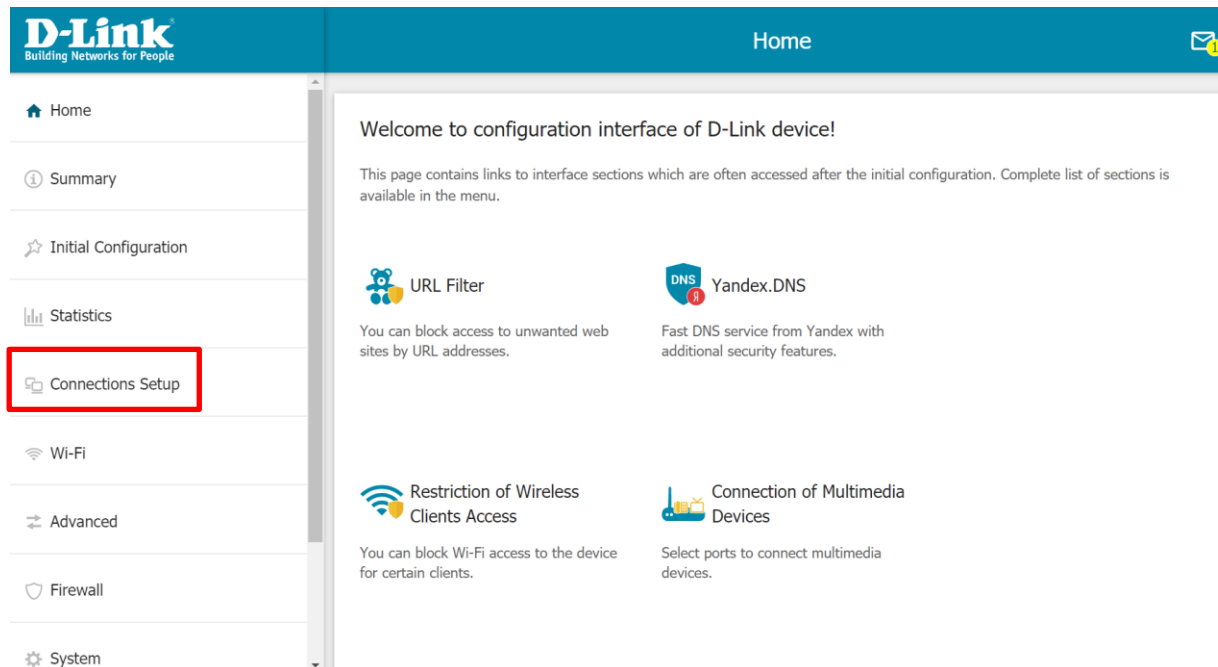 D-Link
Building Networks for People
Home
1
Home
Summary
Initial Configuration
Statistics
Connections Setup
Wi-Fi
Advanced
Firewall
System
Welcome to configuration interface of D-Link device!
This page contains links to interface sections which are often accessed after the initial configuration. Complete list of sections is
available in the menu.
URL Filter
You can block access to unwanted web
sites by URL addresses.
DNS
Я
Yandex.DNS
Fast DNS service from Yandex with
additional security features.
Restriction of Wireless
Clients Access
You can block Wi-Fi access to the device
for certain clients.
Connection of Multimedia
Devices
Select ports to connect multimedia
devices.